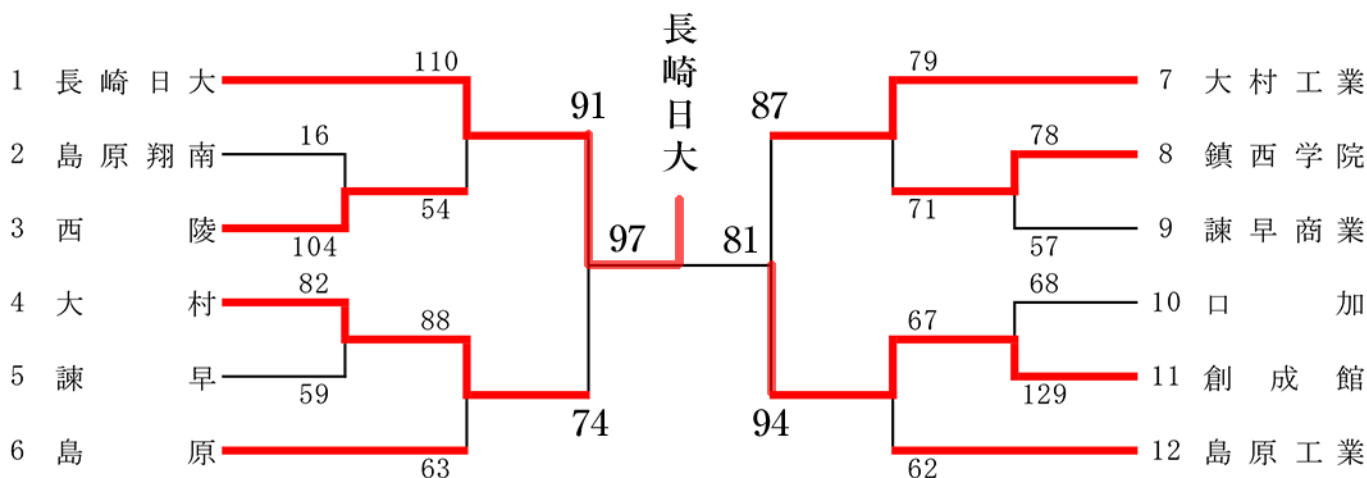 長崎日大
1 長崎日大 110
91
87
79 7 大村工業
2 島原翔南 16
78 8 鎮西学院
54
71
3 西陵 104
57 9 諫早商業
97
81
4 大村 82
68 10 口加
88
67
5 諫早 59
129 11 創成館
74
94
6 島原 63
62 12 島原工業